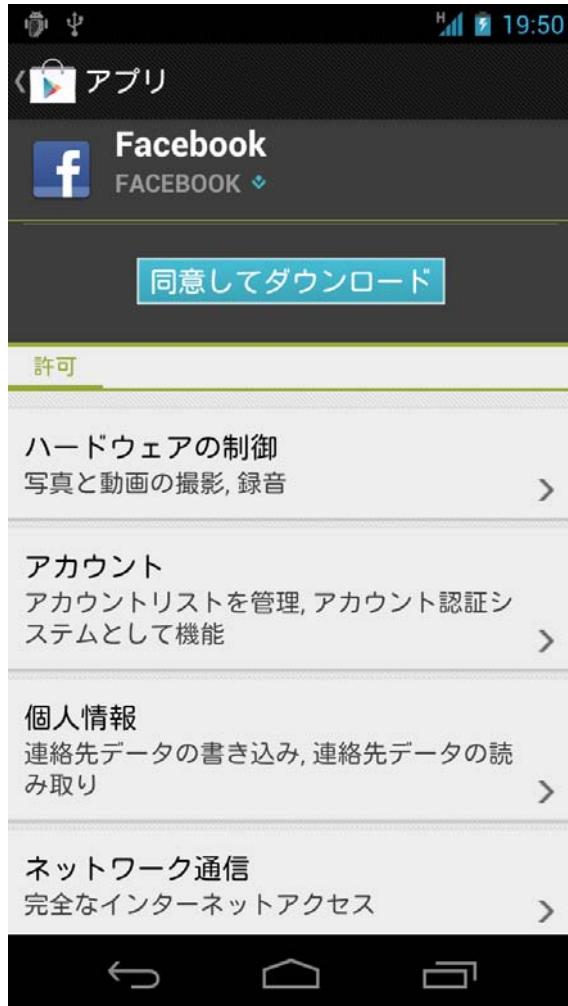 H 19:50
アプリ
Facebook
FACEBOOK
同意してダウンロード
許可
ハードウェアの制御
写真と動画の撮影, 録音
アカウント
アカウントリストを管理, アカウント認証シ
ステムとして機能
個人情報
連絡先データの書き込み, 連絡先データの読
み取り
ネットワーク通信
完全なインターネットアクセス